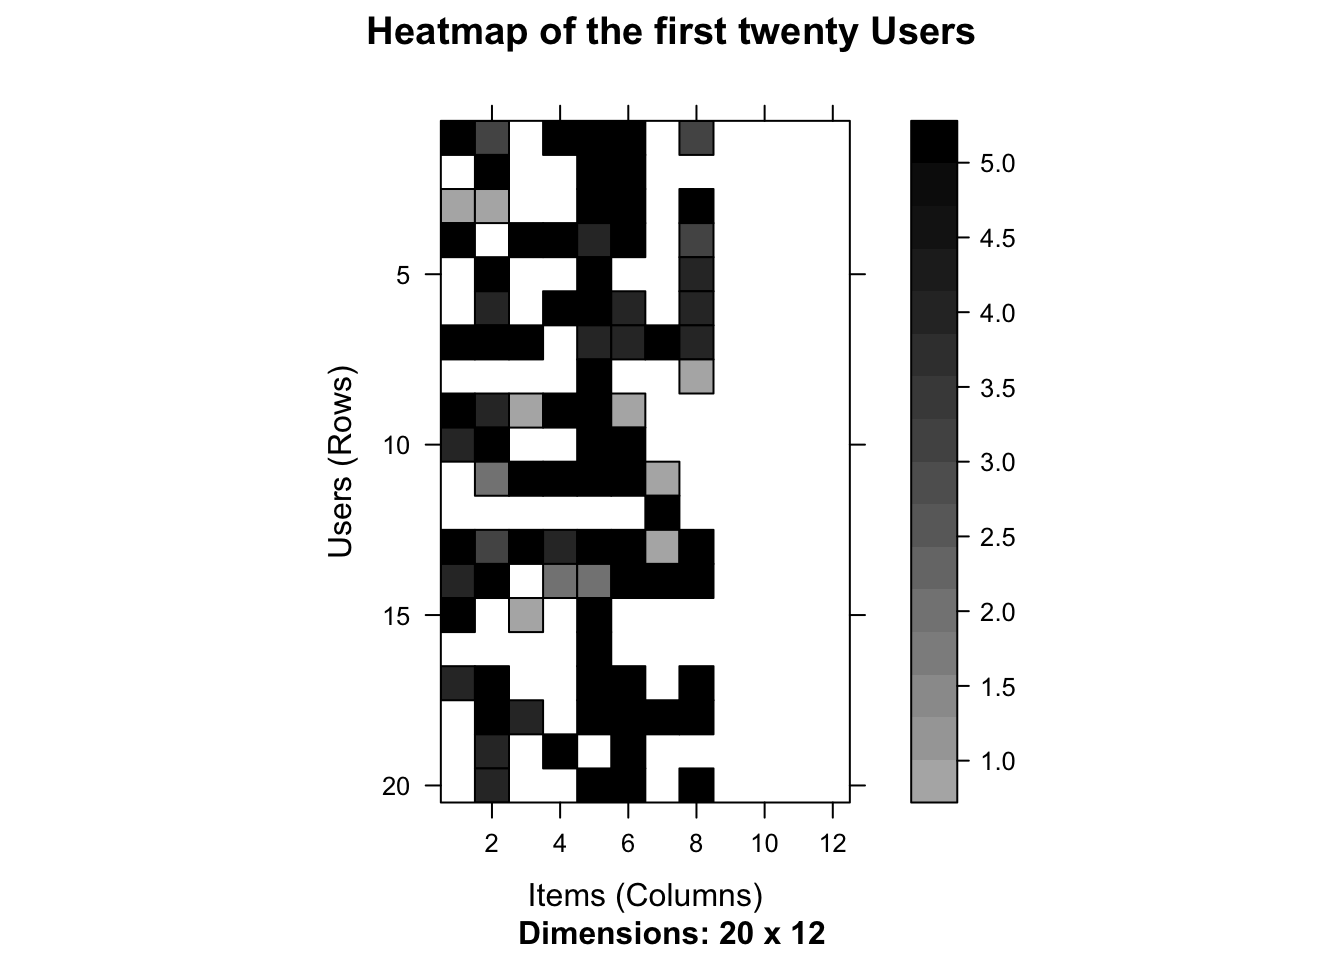 Heatmap of the first twenty Users
Users (Rows)
5
10
15
20
2 4 6 8 10 12
5.0
4.5
4.0
3.5
3.0
2.5
2.0
1.5
1.0
Items (Columns)
Dimensions: 20 x 12